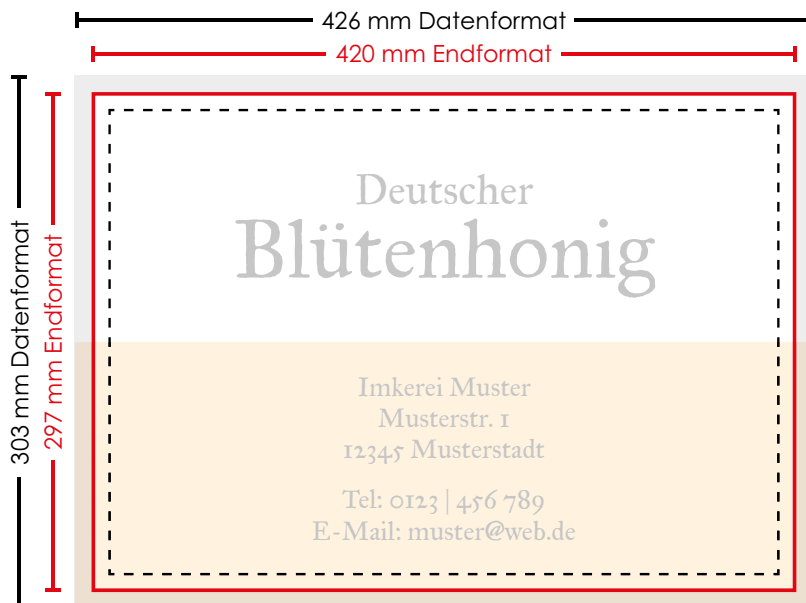 426 mm Datenformat
420 mm Endformat
303 mm Datenformat
297 mm Endformat
Deutscher
Blütenhonig
Imkerei Muster
Musterstr. 1
12345 Musterstadt
Tel: 0123 | 456 789
E-Mail: muster@web.de